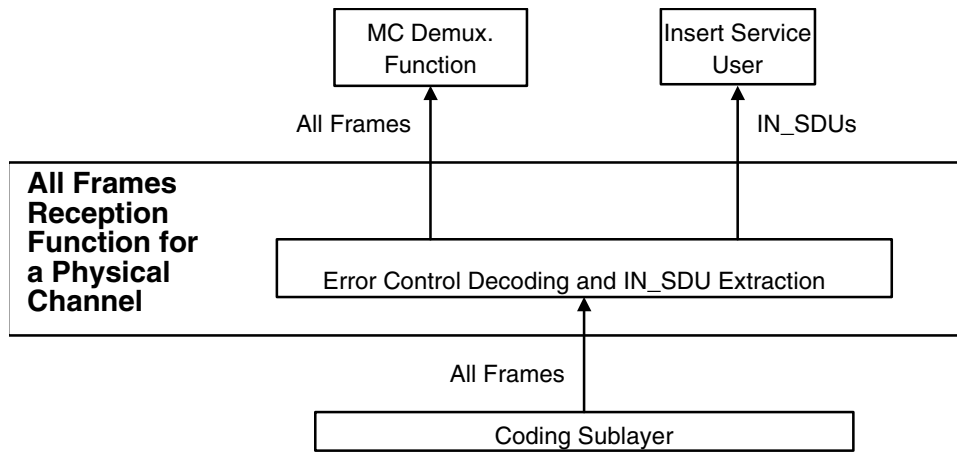 MC Demux.
Function
Insert Service
User
All Frames
IN_SDUs
All Frames
Reception
Function for
a Physical
Channel
Error Control Decoding and IN_SDU Extraction
All Frames
Coding Sublayer